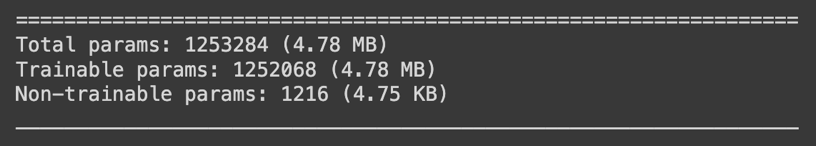 Total params: 1253284 (4.78 MB)
Trainable params: 1252068 (4.78 MB)
Non-trainable params: 1216 (4.75 KB)